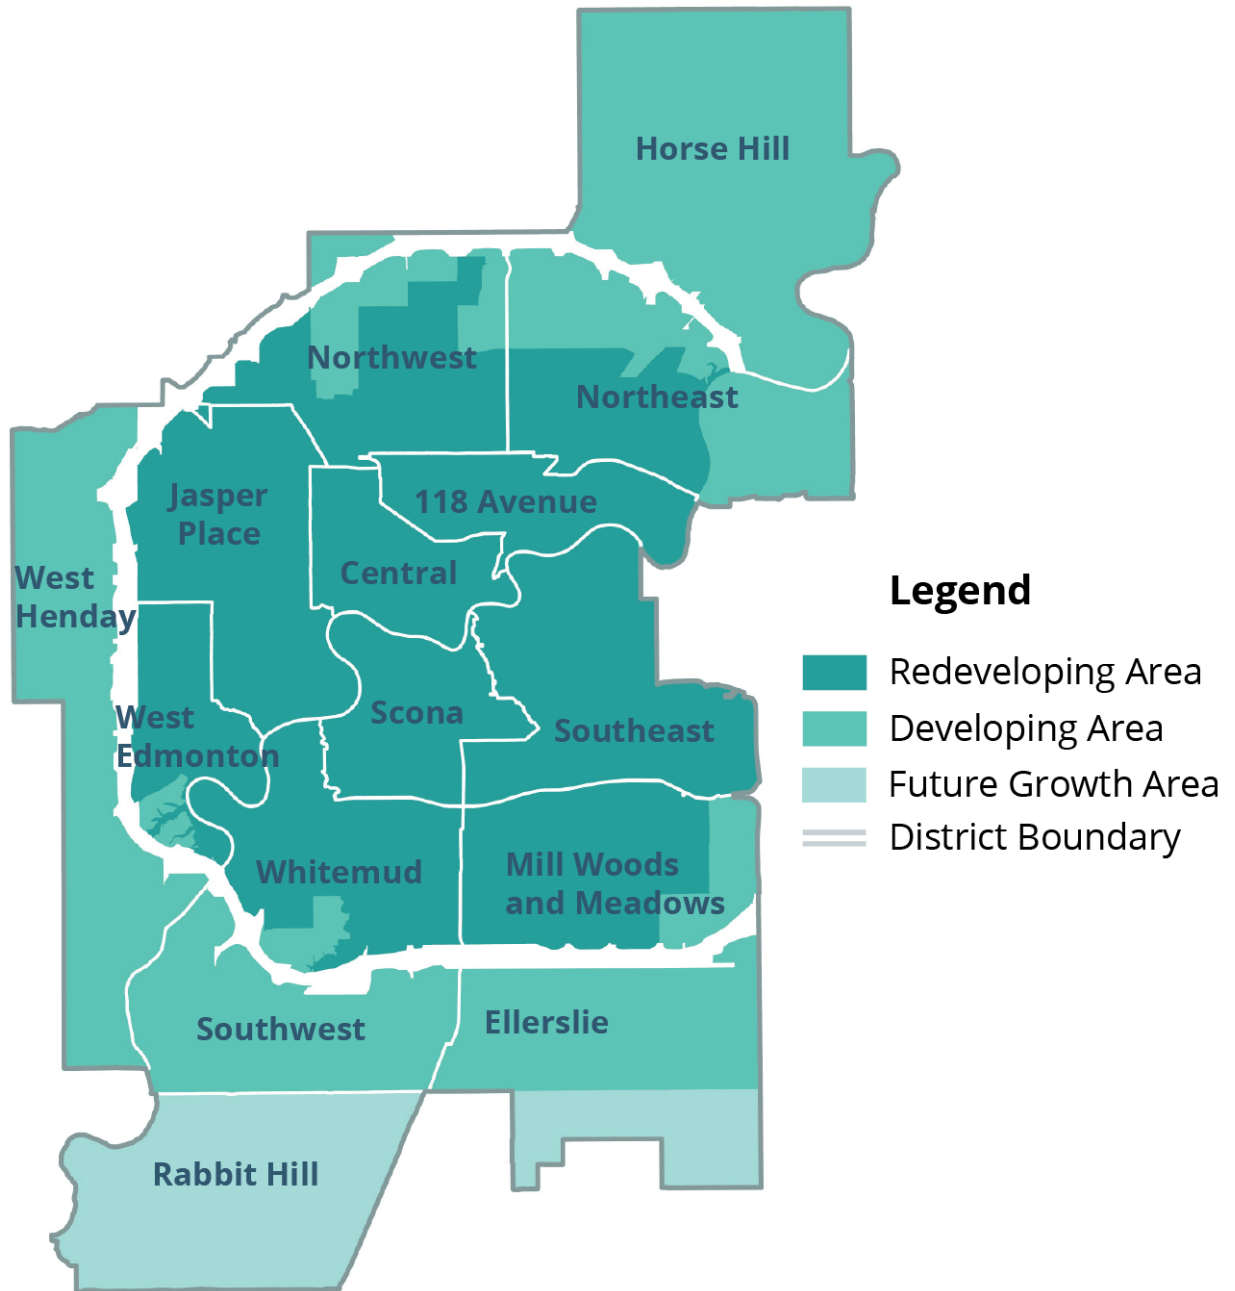 Horse Hill
Northwest
Northeast
Jasper
Place
118 Avenue
Central
West
Henday
West
Edmonton
Scona
Southeast
Whitemud
Mill Woods
and Meadows
Southwest
Ellerslie
Rabbit Hill
Legend
Redeveloping Area
Developing Area
Future Growth Area
District Boundary